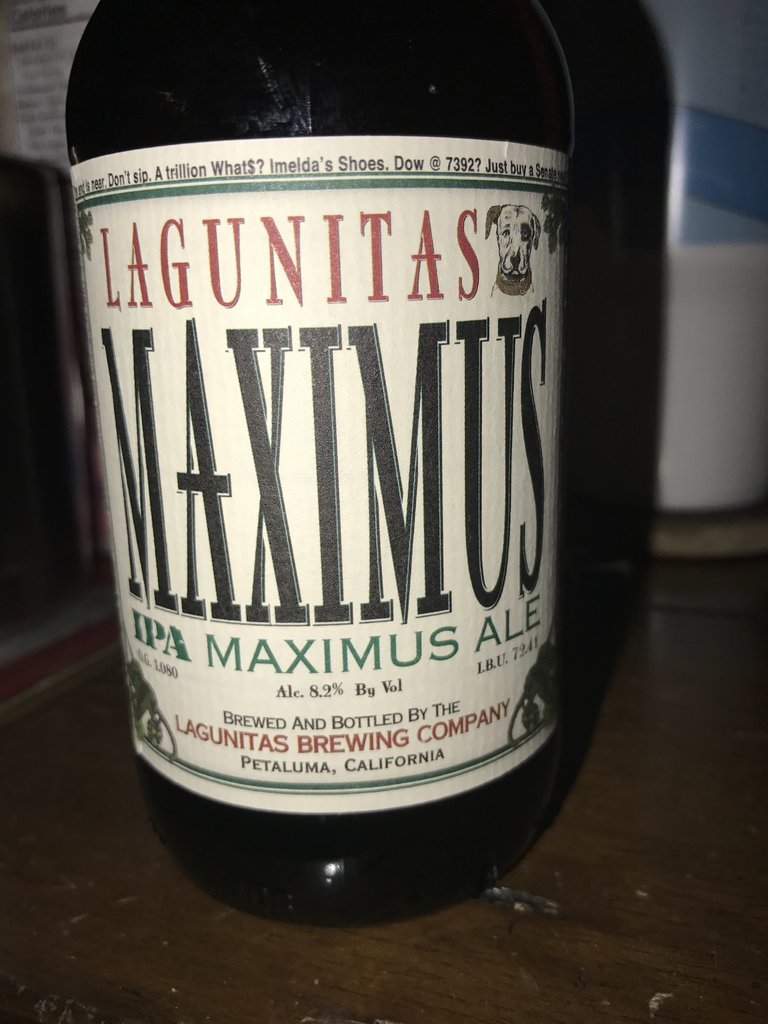 is near. Don't sip. A trillion What$? Imelda's Shoes. Dow @ 7392? Just buy a Senate
LAGUNITAS
MAXIMUS
IPA MAXIMUS ALE
O.G. 1.080
I.B.U. 72.41
Alc. 8.2% By Vol
BREWED AND BOTTLED BY THE
LAGUNITAS BREWING COMPANY
PETALUMA, CALIFORNIA